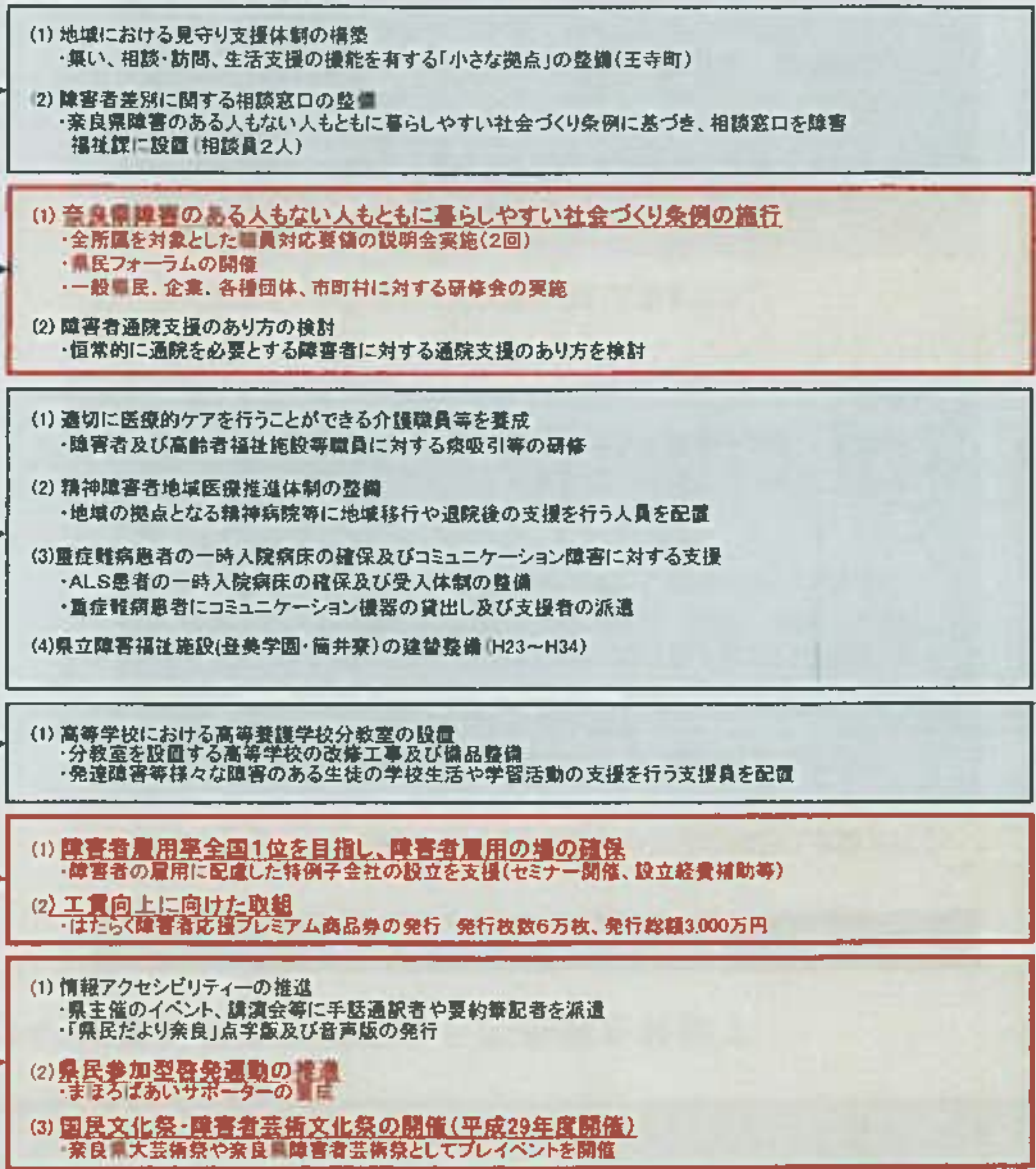 (1) 地域における見守り支援体制の構築
・集い、相談・訪問、生活支援の機能を有する「小さな拠点」の整備(王寺町)
(2) 障害者差別に関する相談窓口の整備
・奈良県障害のある人もない人もともに暮らしやすい社会づくり条例に基づき、相談窓口を障害
福祉課に設置(相談員2人)
(1) 奈良県障害のある人もない人もともに暮らしやすい社会づくり条例の施行
・全所属を対象とした職員対応要領の説明会実施(2回)
・県民フォーラムの開催
・一般県民、企業、各種団体、市町村に対する研修会の実施
(2) 障害者通院支援のあり方の検討
・恒常的に通院を必要とする障害者に対する通院支援のあり方を検討
(1) 適切に医療的ケアを行うことができる介護職員等を養成
・障害者及び高齢者福祉施設等職員に対する痰吸引等の研修
(2) 精神障害者地域医療推進体制の整備
・地域の拠点となる精神病院等に地域移行や退院後の支援を行う人員を配置
(3)重症難病患者の一時入院病床の確保及びコミュニケーション障害に対する支援
・ALS患者の一時入院病床の確保及び受入体制の整備
・重症難病患者にコミュニケーション機器の貸出し及び支援者の派遣
(4)県立障害福祉施設(登美学園・筒井寮)の建替整備(H23～H34)
(1) 高等学校における高等養護学校分教室の設置
・分教室を設置する高等学校の改修工事及び備品整備
・発達障害等様々な障害のある生徒の学校生活や学習活動の支援を行う支援員を配置
(1) 障害者雇用率全国1位を目指し、障害者雇用の場の確保
・障害者の雇用に配慮した特例子会社の設立を支援(セミナー開催、設立経費補助等)
(2) 工賃向上に向けた取組
・はたらく障害者応援プレミアム商品券の発行 発行枚数6万枚、発行総額3,000万円
(1) 情報アクセシビリティーの推進
・県主催のイベント、講演会等に手話通訳者や要約筆記者を派遣
・「県民だより奈良」点字版及び音声版の発行
(2) 県民参加型啓発運動の推進
・まほろばあいサポーターの
(3) 国民文化祭・障害者芸術文化祭の開催(平成29年度開催)
・奈良県大芸術祭や奈良県障害者芸術祭としてプレイベントを開催